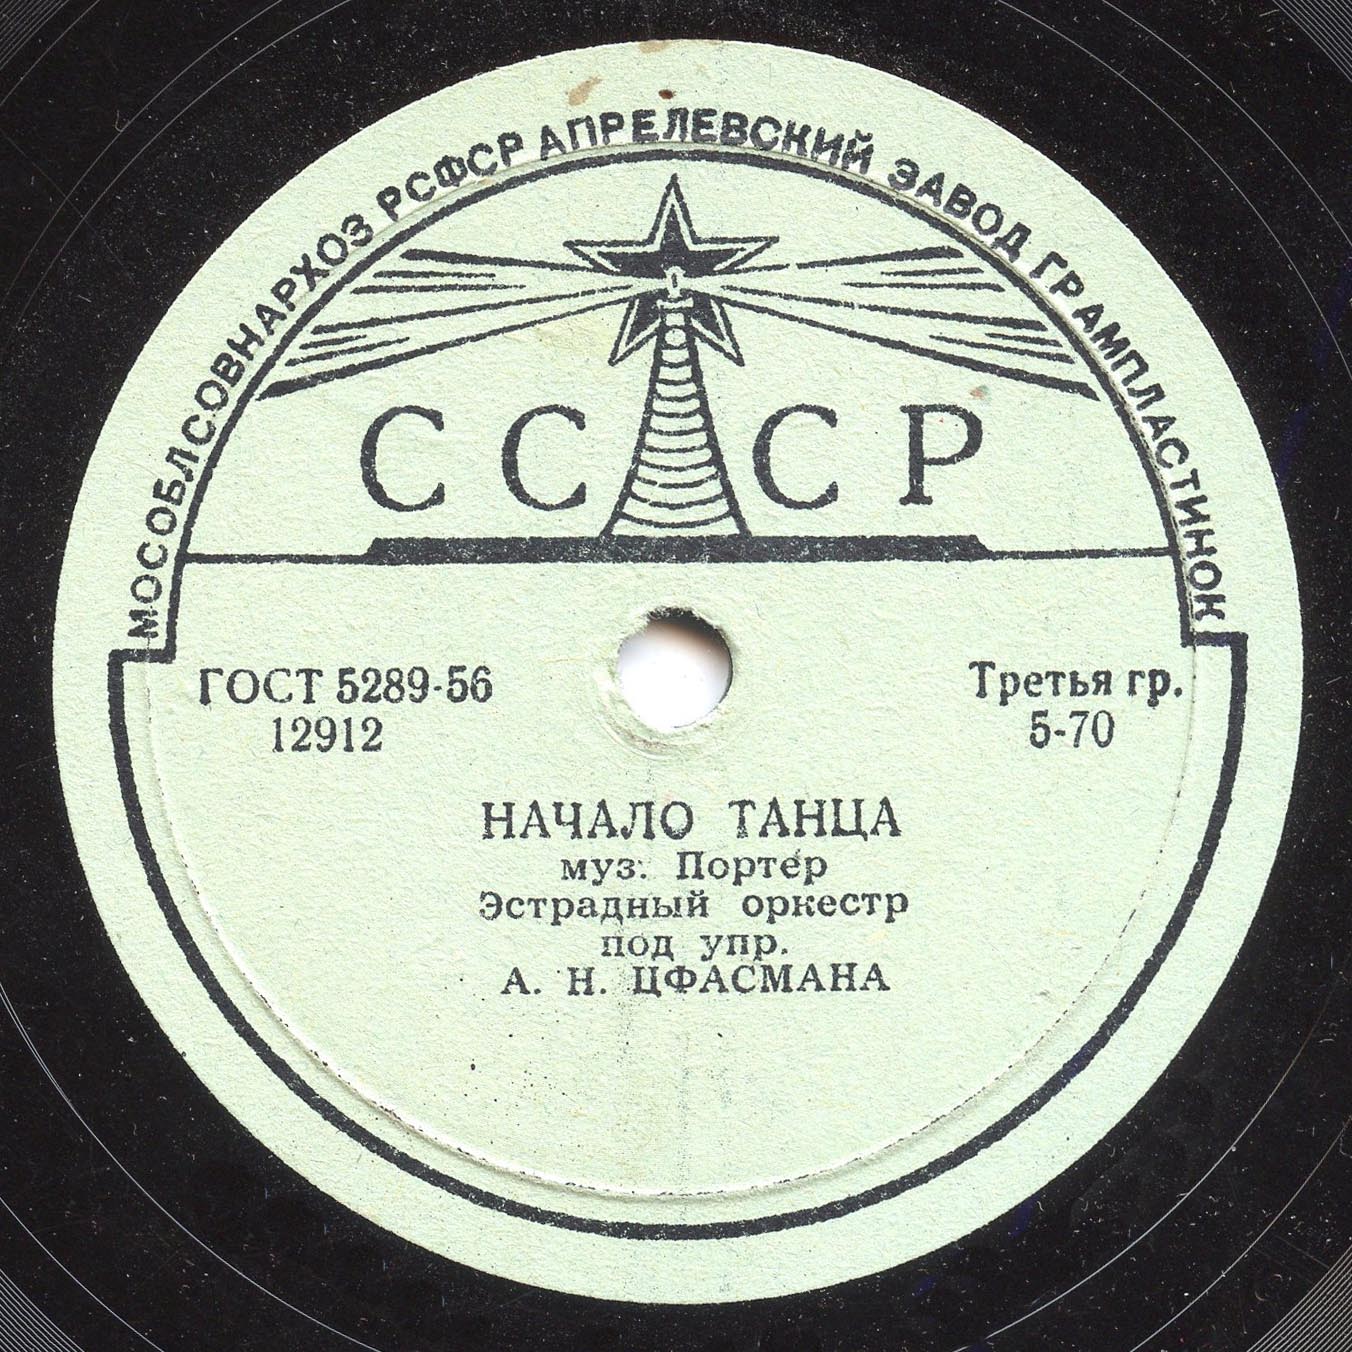 МОСОБЛСОВНАРХОЗ РСФСР АПРЕЛЕВСКИЙ ЗАВОД ГРАМПЛАСТИНОК
СССР
ГОСТ 5289-56
12912
Третья гр.
5-70
НАЧАЛО ТАНЦА
муз. Портер
Эстрадный оркестр
под упр.
А. Н. ЦФАСМАНА